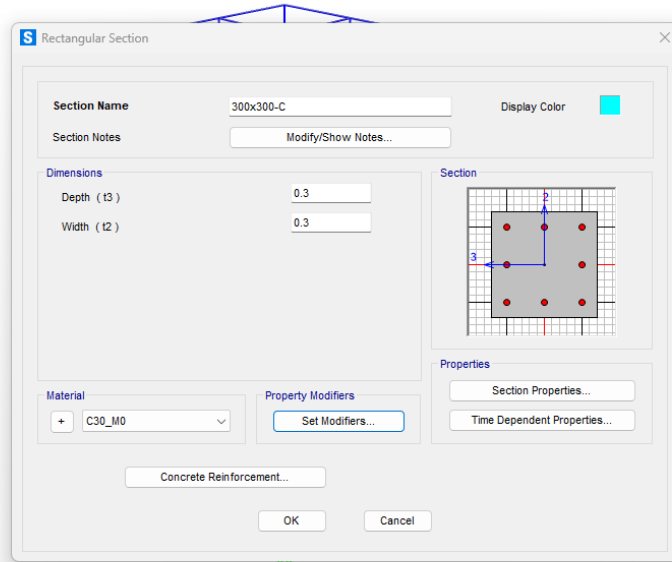 S Rectangular Section
Section Name 300x300-C Display Color
Section Notes Modify/Show Notes...
Dimensions
Depth ( t3 ) 0.3
Width ( t2 ) 0.3
Section
2
3
Properties
Section Properties...
Time Dependent Properties...
Material
+ C30_M0
Property Modifiers
Set Modifiers...
Concrete Reinforcement...
OK Cancel